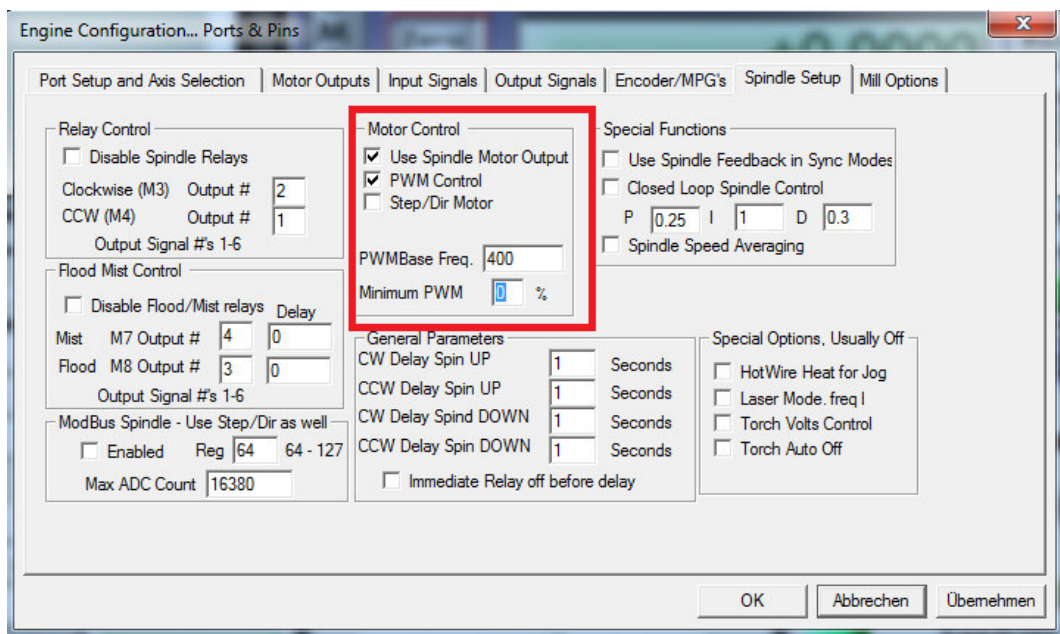 Engine Configuration... Ports & Pins
Port Setup and Axis Selection Motor Outputs Input Signals Output Signals Encoder/MPG's Spindle Setup Mill Options
Relay Control
Disable Spindle Relays
Clockwise (M3) Output # 2
CCW (M4) Output # 1
Output Signal #'s 1-6
Flood Mist Control
Disable Flood/Mist relays Delay
Mist M7 Output # 4 0
Flood M8 Output # 3 0
Output Signal #'s 1-6
ModBus Spindle - Use Step/Dir as well
Enabled Reg 64 64 - 127
Max ADC Count 16380
Motor Control
Use Spindle Motor Output
PWM Control
Step/Dir Motor
PWMBase Freq. 400
Minimum PWM 0 %
General Parameters
CW Delay Spin UP 1 Seconds
CCW Delay Spin UP 1 Seconds
CW Delay Spind DOWN 1 Seconds
CCW Delay Spin DOWN 1 Seconds
Immediate Relay off before delay
Special Functions
Use Spindle Feedback in Sync Modes
Closed Loop Spindle Control
P 0.25 I 1 D 0.3
Spindle Speed Averaging
Special Options, Usually Off
HotWire Heat for Jog
Laser Mode. freq I
Torch Volts Control
Torch Auto Off
OK Abbrechen Übernehmen